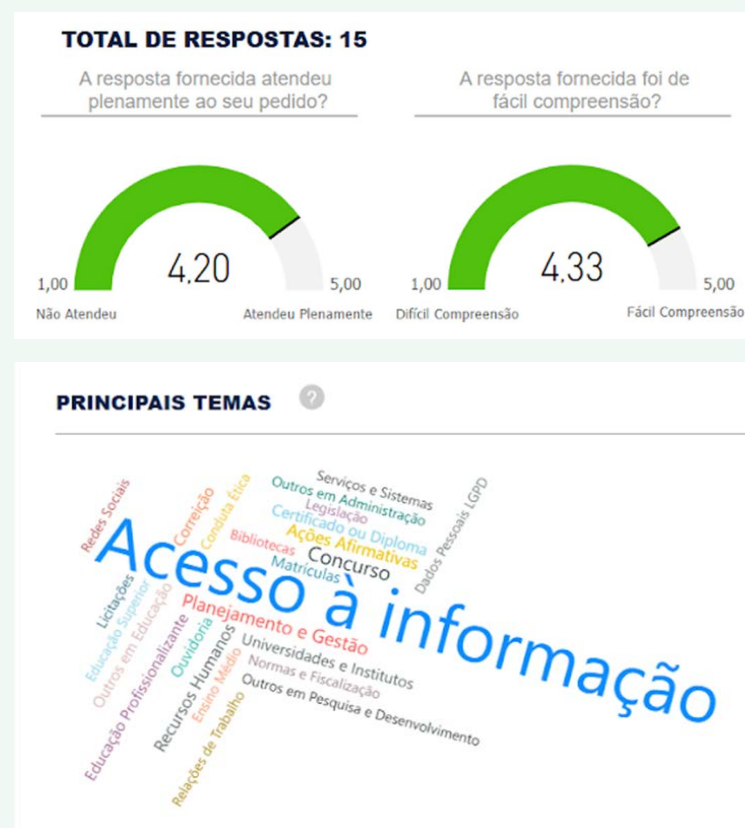 TOTAL DE RESPOSTAS: 15
A resposta fornecida atendeu
plenamente ao seu pedido?
4,20
1,00
5,00
Não Atendeu
Atendeu Plenamente
A resposta fornecida foi de
fácil compreensão?
4,33
1,00
5,00
Difícil Compreensão
Fácil Compreensão
PRINCIPAIS TEMAS
?
Redes Sociais
Correição
Conduta Ética
Serviços e Sistemas
Outros em Administração
Legislação
Certificado ou Diploma
Ações Afirmativas
Dados Pessoais LGPD
Bibliotecas
Concurso
Matrículas
Acesso à informação
Licitações
Educação Superior
Outros em Educação
Educação Profissionalizante
Planejamento e Gestão
Ouvidoria
Recursos Humanos
Ensino Médio
Relações de Trabalho
Universidades e Institutos
Normas e Fiscalização
Outros em Pesquisa e Desenvolvimento